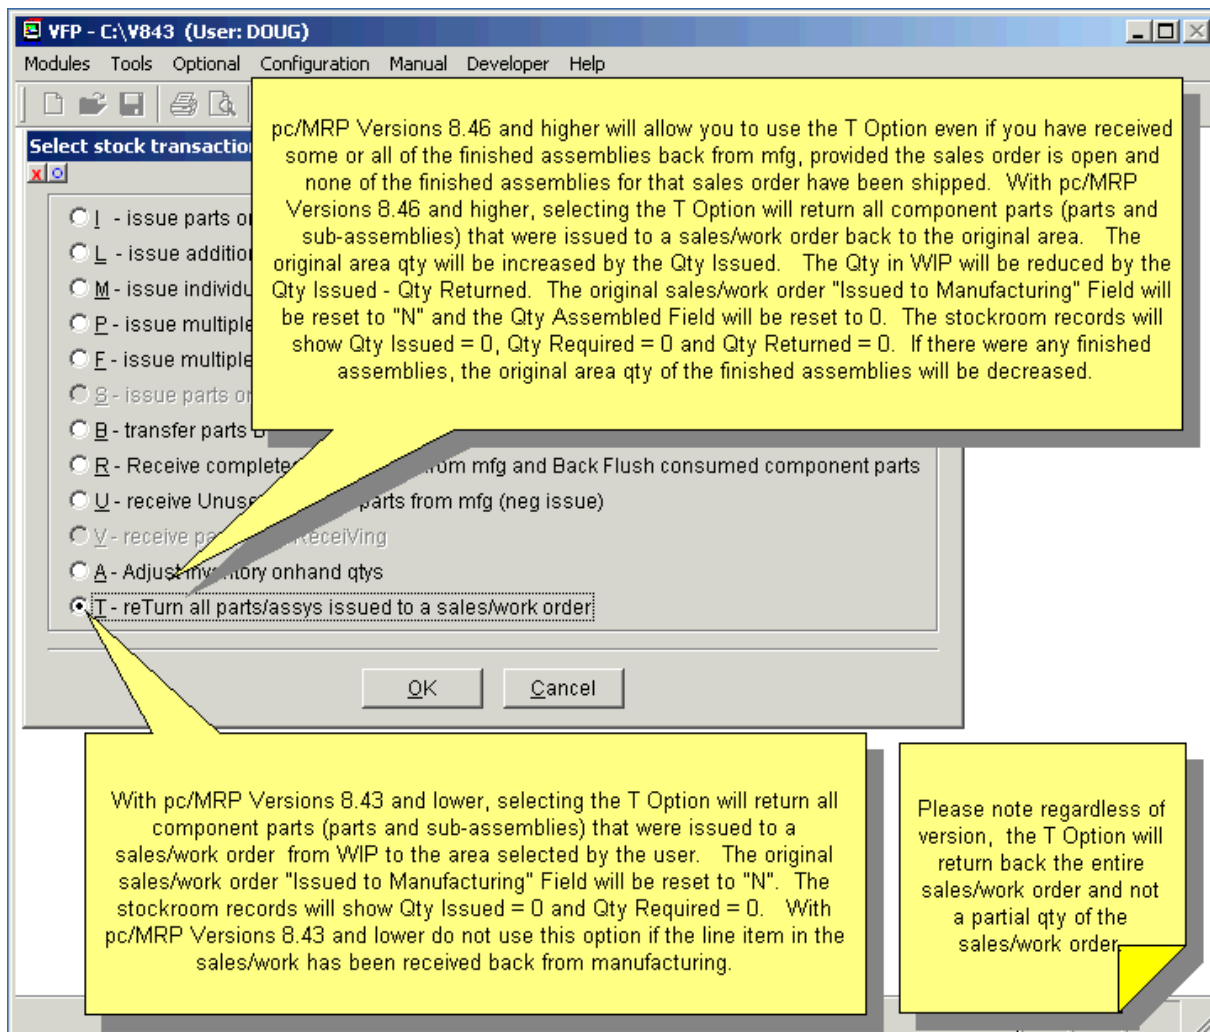 VFP - C:\V843 (User: DOUG)
Modules Tools Optional Configuration Manual Developer Help
Select stock transaction
pc/MRP Versions 8.46 and higher will allow you to use the T Option even if you have received
some or all of the finished assemblies back from mfg, provided the sales order is open and
none of the finished assemblies for that sales order have been shipped. With pc/MRP
Versions 8.46 and higher, selecting the T Option will return all component parts (parts and
sub-assemblies) that were issued to a sales/work order back to the original area. The
original area qty will be increased by the Qty Issued. The Qty in WIP will be reduced by the
Qty Issued - Qty Returned. The original sales/work order "Issued to Manufacturing" Field will
be reset to "N" and the Qty Assembled Field will be reset to 0. The stockroom records will
show Qty Issued = 0, Qty Required = 0 and Qty Returned = 0. If there were any finished
assemblies, the original area qty of the finished assemblies will be decreased.
I - issue parts
L - issue
M - issue
P - issue multiple
F - issue multiple
S - issue parts
B - transfer parts
R - Receive from mfg and Back Flush consumed component parts
U - receive parts from mfg (neg issue)
V - receive ReceiVing
A - Adjust inventory onhand qtys
T - reTurn all parts/assys issued to a sales/work order
OK Cancel
With pc/MRP Versions 8.43 and lower, selecting the T Option will return all
component parts (parts and sub-assemblies) that were issued to a
sales/work order from WIP to the area selected by the user. The original
sales/work order "Issued to Manufacturing" Field will be reset to "N". The
stockroom records will show Qty Issued = 0 and Qty Required = 0. With
pc/MRP Versions 8.43 and lower do not use this option if the line item in the
sales/work has been received back from manufacturing.
Please note regardless of
version, the T Option will
return back the entire
sales/work order and not
a partial qty of the
sales/work order.